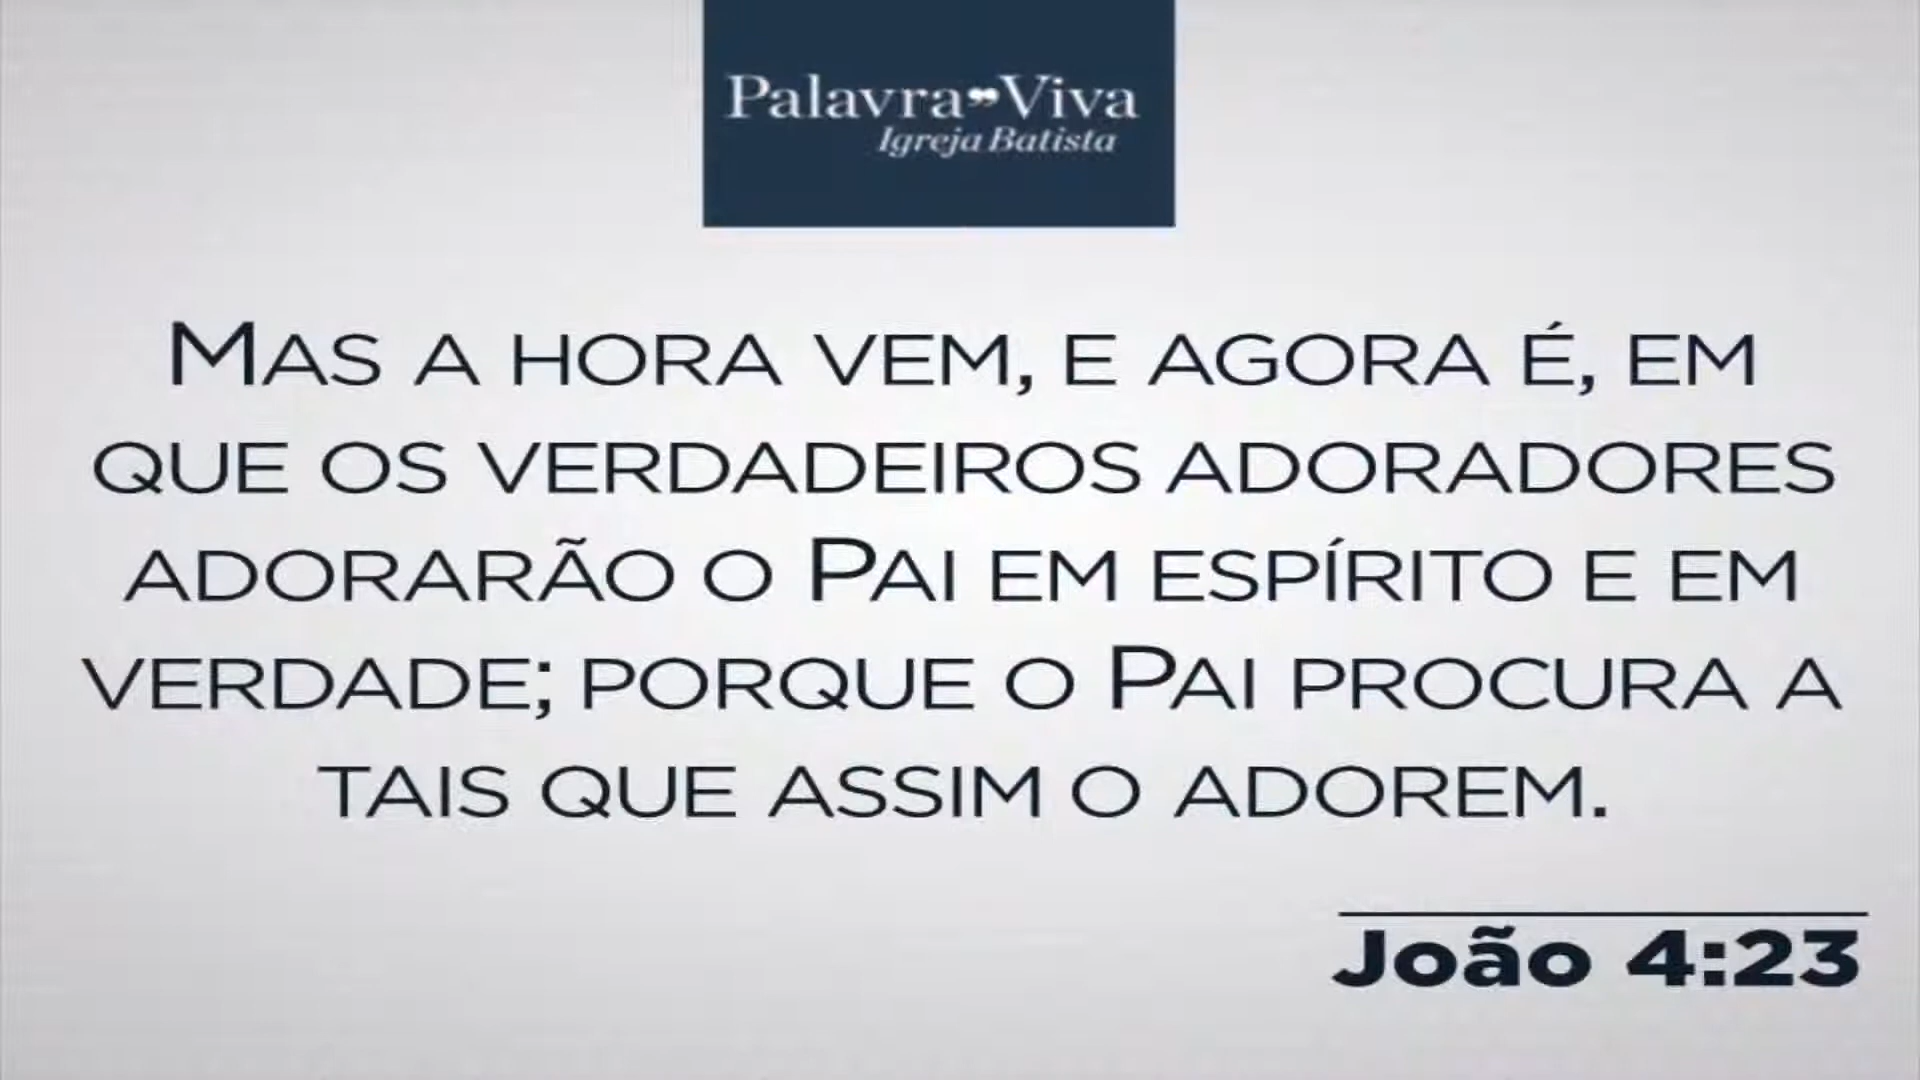 Palavra❞Viva
Igreja Batista
Mas a hora vem, e agora é, em
que os verdadeiros adoradores
adorarão o Pai em espírito e em
verdade; porque o Pai procura a
tais que assim o adorem.
João 4:23